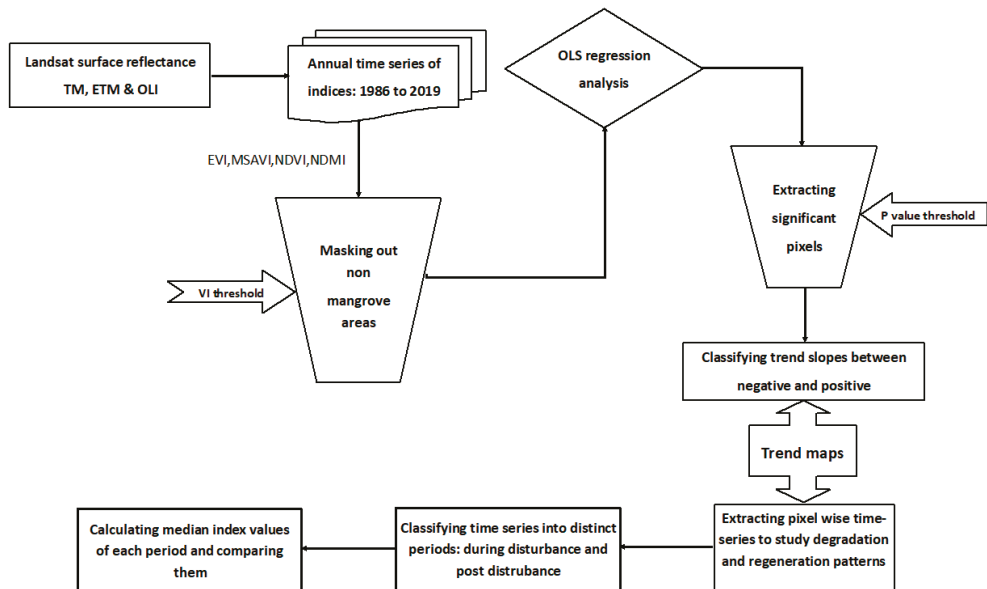 Landsat surface reflectance
TM, ETM & OLI
Annual time series of
indices: 1986 to 2019
OLS regression
analysis
EVI,MSAVI,NDVI,NDMI
Masking out
non
mangrove
areas
VI threshold
Extracting
significant
pixels
P value threshold
Classifying trend slopes between
negative and positive
Trend maps
Extracting pixel wise time-
series to study degradation
and regeneration patterns
Classifying time series into distinct
periods: during disturbance and
post distrubance
Calculating median index values
of each period and comparing
them